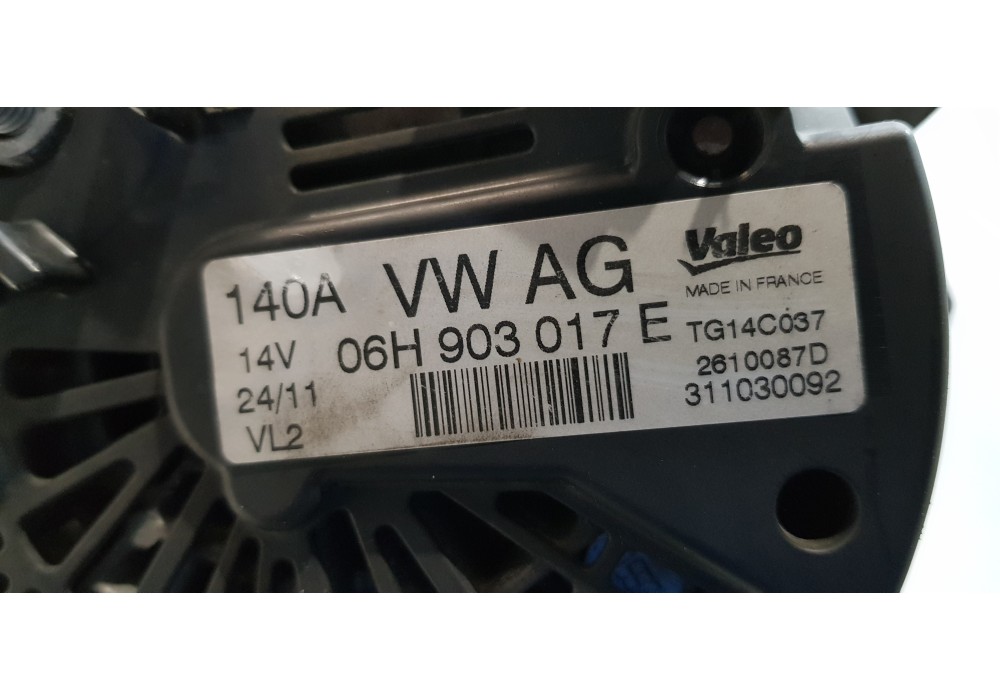 140A VW AG Valeo
MADE IN FRANCE
14V 06H 903 017 E TG14C037
2610087D
24/11 311030092
VL2